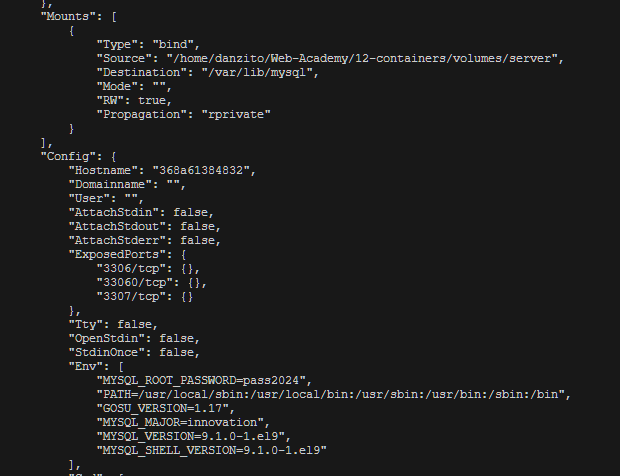 },
"Mounts": [
{
"Type": "bind",
"Source": "/home/danzito/Web-Academy/12-containers/volumes/server",
"Destination": "/var/lib/mysql",
"Mode": "",
"RW": true,
"Propagation": "rprivate"
}
],
"Config": {
"Hostname": "368a61384832",
"Domainname": "",
"User": "",
"AttachStdin": false,
"AttachStdout": false,
"AttachStderr": false,
"ExposedPorts": {
"3306/tcp": {},
"33060/tcp": {},
"3307/tcp": {}
},
"Tty": false,
"OpenStdin": false,
"StdinOnce": false,
"Env": [
"MYSQL_ROOT_PASSWORD=pass2024",
"PATH=/usr/local/sbin:/usr/local/bin:/usr/sbin:/usr/bin:/sbin:/bin",
"GOSU_VERSION=1.17",
"MYSQL_MAJOR=innovation",
"MYSQL_VERSION=9.1.0-1.el9",
"MYSQL_SHELL_VERSION=9.1.0-1.el9"
],